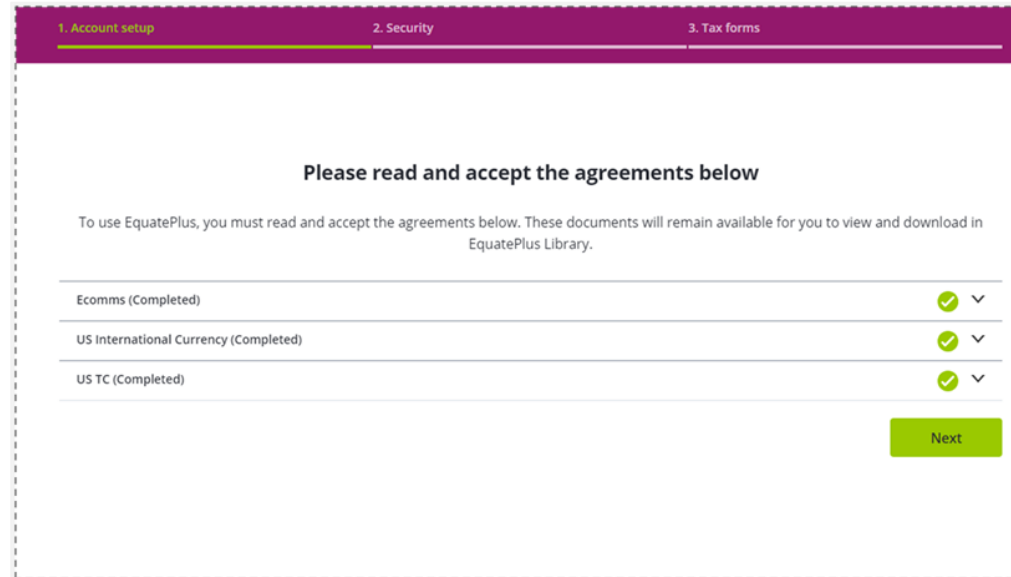 1. Account setup
2. Security
3. Tax forms
Please read and accept the agreements below
To use EquatePlus, you must read and accept the agreements below. These documents will remain available for you to view and download in
EquatePlus Library.
Ecomms (Completed)
US International Currency (Completed)
US TC (Completed)
Next